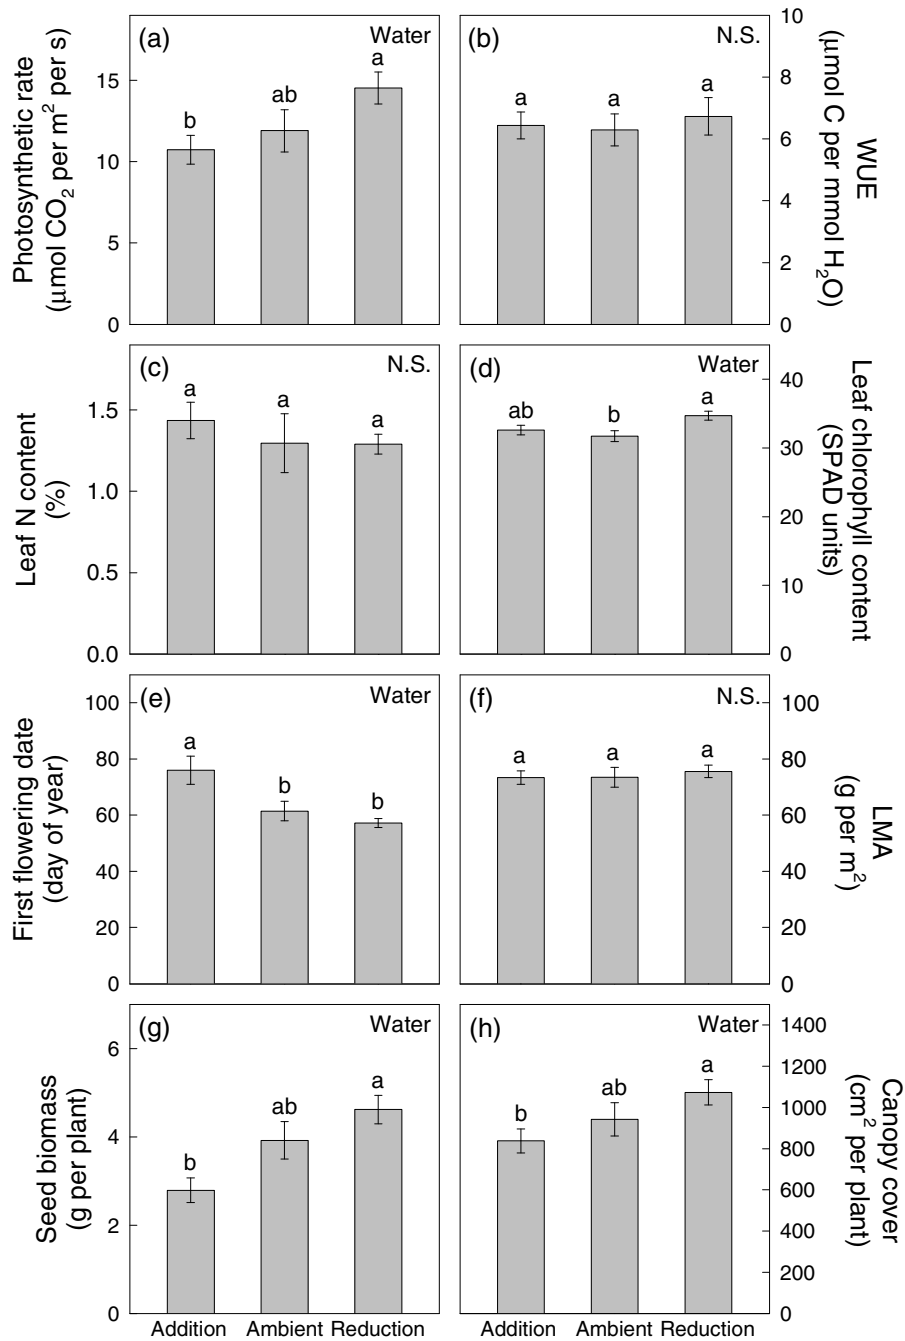 (a)
Water
Photosynthetic rate
(μmol CO₂ per m² per s)
15
10
5
0
b
ab
a
(b)
N.S.
WUE
(μmol C per mmol H₂O)
10
8
6
4
2
0
a
a
a
(c)
N.S.
Leaf N content
(%)
1.5
1.0
0.5
0.0
a
a
a
(d)
Water
Leaf chlorophyll content
(SPAD units)
40
30
20
10
0
ab
b
a
(e)
Water
First flowering date
(day of year)
100
80
60
40
20
0
a
b
b
(f)
N.S.
LMA
(g per m²)
100
80
60
40
20
0
a
a
a
(g)
Water
Seed biomass
(g per plant)
6
4
2
0
b
ab
a
Addition Ambient Reduction
(h)
Water
Canopy cover
(cm² per plant)
1400
1200
1000
800
600
400
200
0
b
ab
a
Addition Ambient Reduction